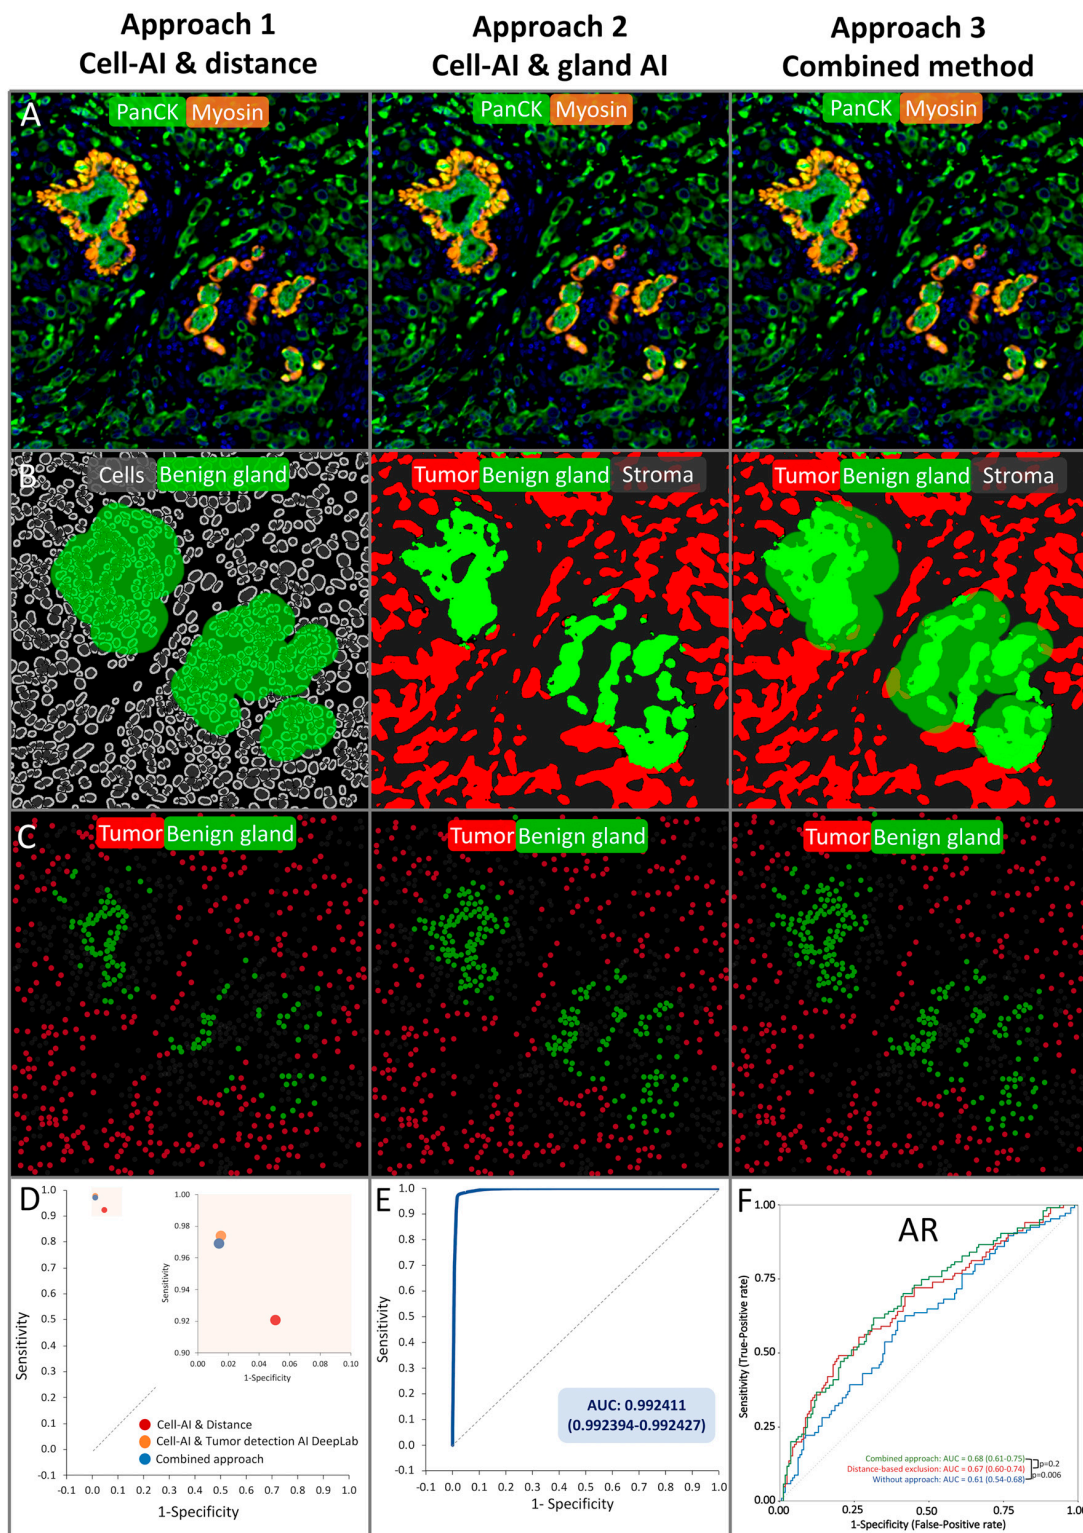 Approach 1
Cell-AI & distance
Approach 2
Cell-AI & gland AI
Approach 3
Combined method
A
PanCK Myosin
PanCK Myosin
PanCK Myosin
B
Cells Benign gland
Tumor Benign gland Stroma
Tumor Benign gland Stroma
C
Tumor Benign gland
Tumor Benign gland
Tumor Benign gland
D
1.0
0.9
0.8
0.7
0.6
0.5
0.4
0.3
0.2
0.1
0.0
-0.1
Sensitivity
-0.1 0.0 0.1 0.2 0.3 0.4 0.5 0.6 0.7 0.8 0.9 1.0
1-Specificity
1.00
0.98
0.96
0.94
0.92
0.90
Sensitivity
0.00 0.02 0.04 0.06 0.08 0.10
1-Specificity
Cell-AI & Distance
Cell-AI & Tumor detection AI DeepLab
Combined approach
E
1.0
0.9
0.8
0.7
0.6
0.5
0.4
0.3
0.2
0.1
0.0
-0.1
Sensitivity
AUC: 0.992411
(0.992394-0.992427)
-0.1 0.0 0.1 0.2 0.3 0.4 0.5 0.6 0.7 0.8 0.9 1.0
1- Specificity
F
AR
1.00
0.75
0.50
0.25
0.00
Sensitivity (True-Positive rate)
Combined approach: AUC = 0.68 (0.61-0.75)
Distance-based exclusion: AUC = 0.67 (0.60-0.74)
Without approach: AUC = 0.61 (0.54-0.68)
p=0.2
p=0.006
0.00 0.25 0.50 0.75 1.00
1-Specificity (False-Positive rate)